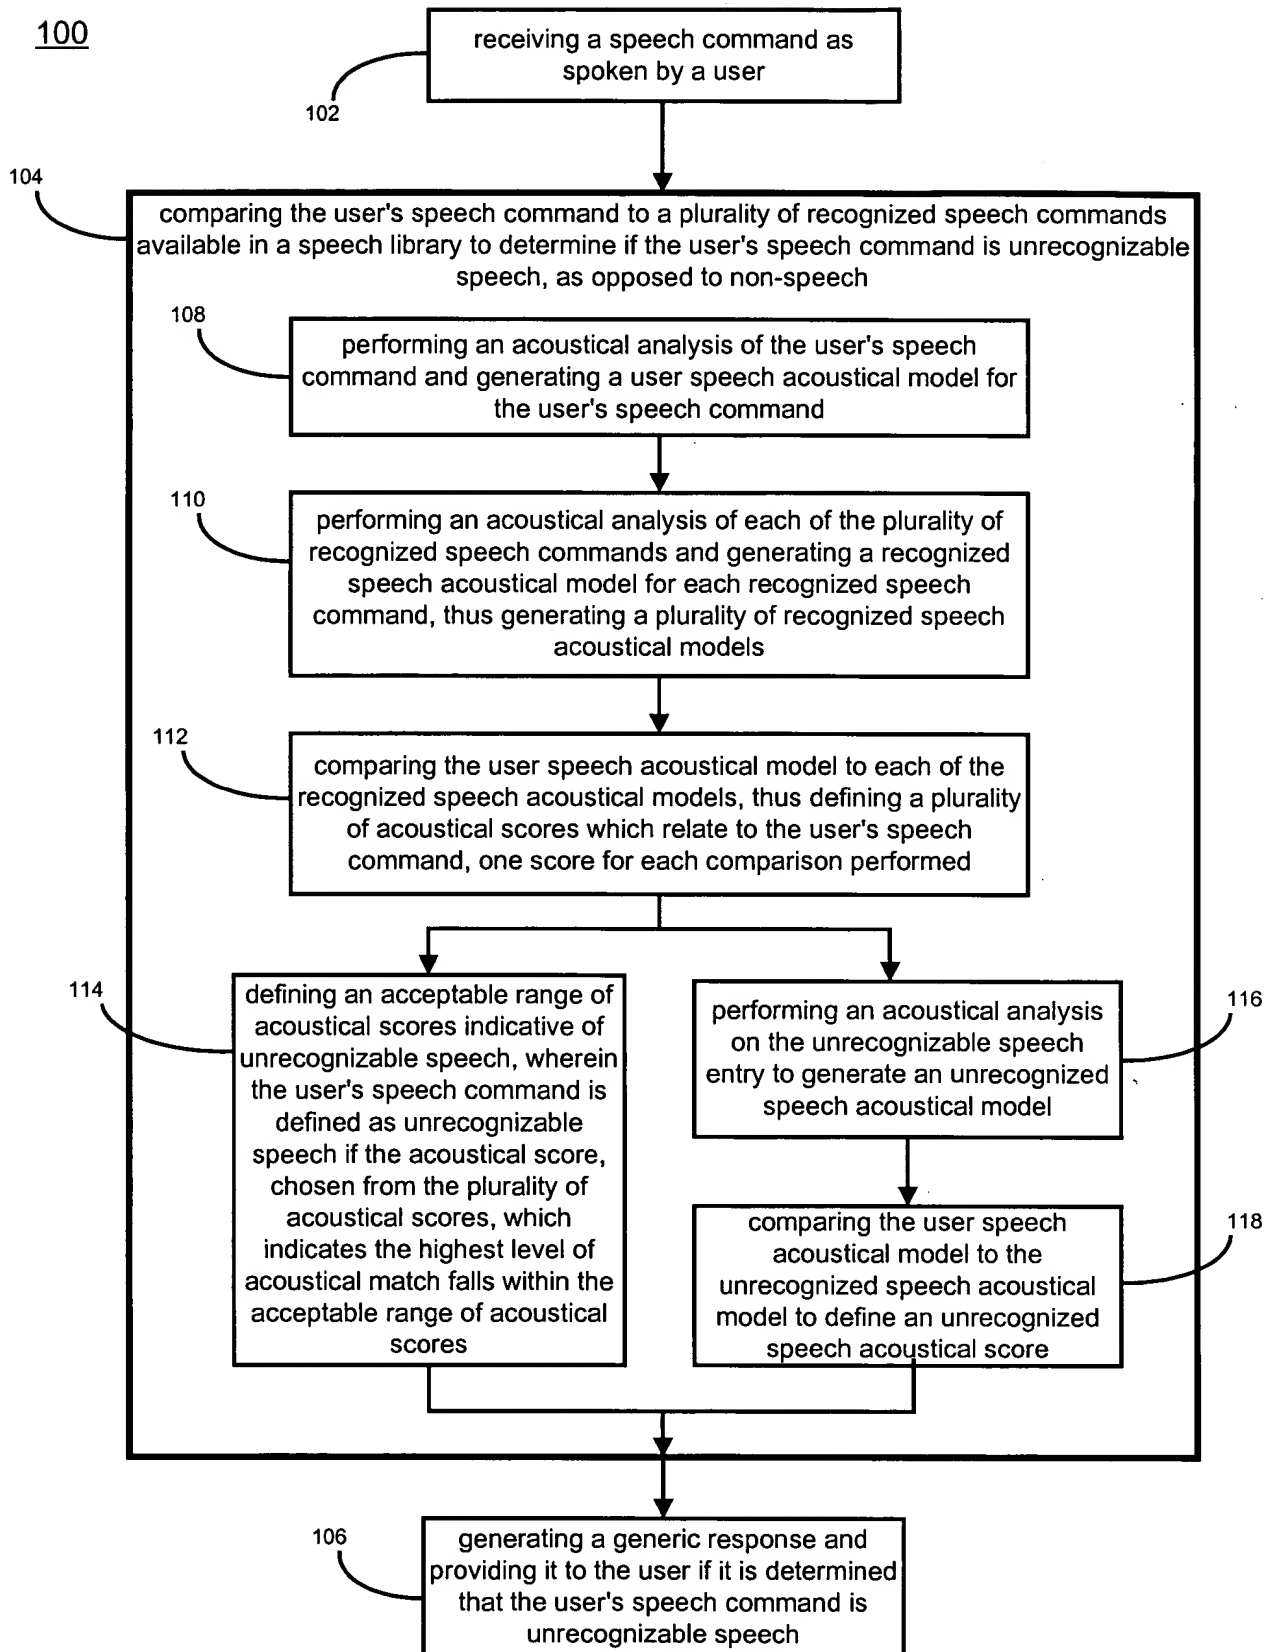 100
receiving a speech command as
spoken by a user
102
104
comparing the user's speech command to a plurality of recognized speech commands
available in a speech library to determine if the user's speech command is unrecognizable
speech, as opposed to non-speech
108
performing an acoustical analysis of the user's speech
command and generating a user speech acoustical model for
the user's speech command
110
performing an acoustical analysis of each of the plurality of
recognized speech commands and generating a recognized
speech acoustical model for each recognized speech
command, thus generating a plurality of recognized speech
acoustical models
112
comparing the user speech acoustical model to each of the
recognized speech acoustical models, thus defining a plurality
of acoustical scores which relate to the user's speech
command, one score for each comparison performed
114
defining an acceptable range of
acoustical scores indicative of
unrecognizable speech, wherein
the user's speech command is
defined as unrecognizable
speech if the acoustical score,
chosen from the plurality of
acoustical scores, which
indicates the highest level of
acoustical match falls within the
acceptable range of acoustical
scores
116
performing an acoustical analysis
on the unrecognizable speech
entry to generate an unrecognized
speech acoustical model
118
comparing the user speech
acoustical model to the
unrecognized speech acoustical
model to define an unrecognized
speech acoustical score
106
generating a generic response and
providing it to the user if it is determined
that the user's speech command is
unrecognizable speech